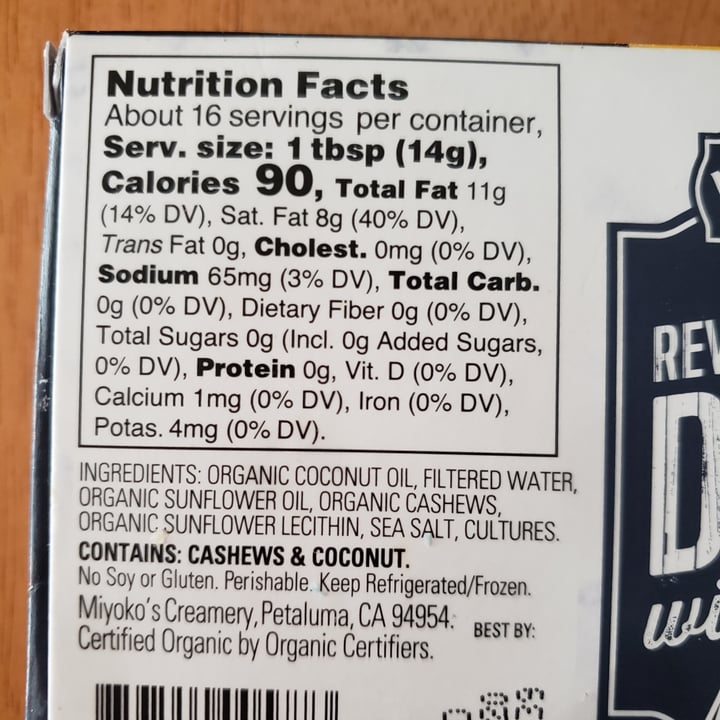 Nutrition Facts
About 16 servings per container,
Serv. size: 1 tbsp (14g),
Calories 90, Total Fat 11g
(14% DV), Sat. Fat 8g (40% DV),
Trans Fat 0g, Cholest. 0mg (0% DV),
Sodium 65mg (3% DV), Total Carb.
0g (0% DV), Dietary Fiber 0g (0% DV),
Total Sugars 0g (Incl. 0g Added Sugars,
0% DV), Protein 0g, Vit. D (0% DV),
Calcium 1mg (0% DV), Iron (0% DV),
Potas. 4mg (0% DV).
INGREDIENTS: ORGANIC COCONUT OIL, FILTERED WATER,
ORGANIC SUNFLOWER OIL, ORGANIC CASHEWS,
ORGANIC SUNFLOWER LECITHIN, SEA SALT, CULTURES.
CONTAINS: CASHEWS & COCONUT.
No Soy or Gluten. Perishable. Keep Refrigerated/Frozen.
Miyoko's Creamery, Petaluma, CA 94954.
BEST BY:
Certified Organic by Organic Certifiers.
REV
D
wi